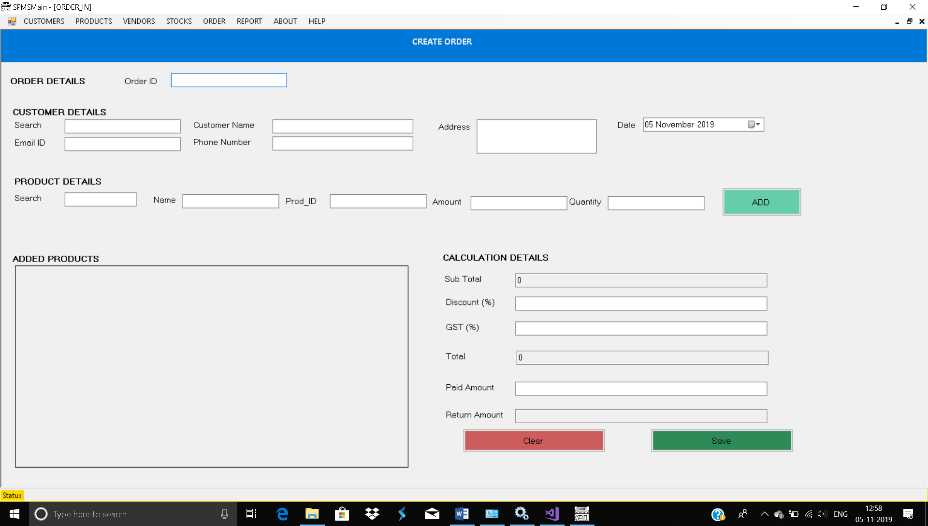 SPMSMain - [ORDER_IN]
CUSTOMERS PRODUCTS VENDORS STOCKS ORDER REPORT ABOUT HELP
CREATE ORDER
ORDER DETAILS Order ID
CUSTOMER DETAILS
Search Customer Name Address Date 05 November 2019
Email ID Phone Number
PRODUCT DETAILS
Search Name Prod_ID Amount Quantity ADD
ADDED PRODUCTS CALCULATION DETAILS
Sub Total 0
Discount (%)
GST (%)
Total 0
Paid Amount
Return Amount
Clear Save
Status
Type here to search ENG 12:58
05-11-2019